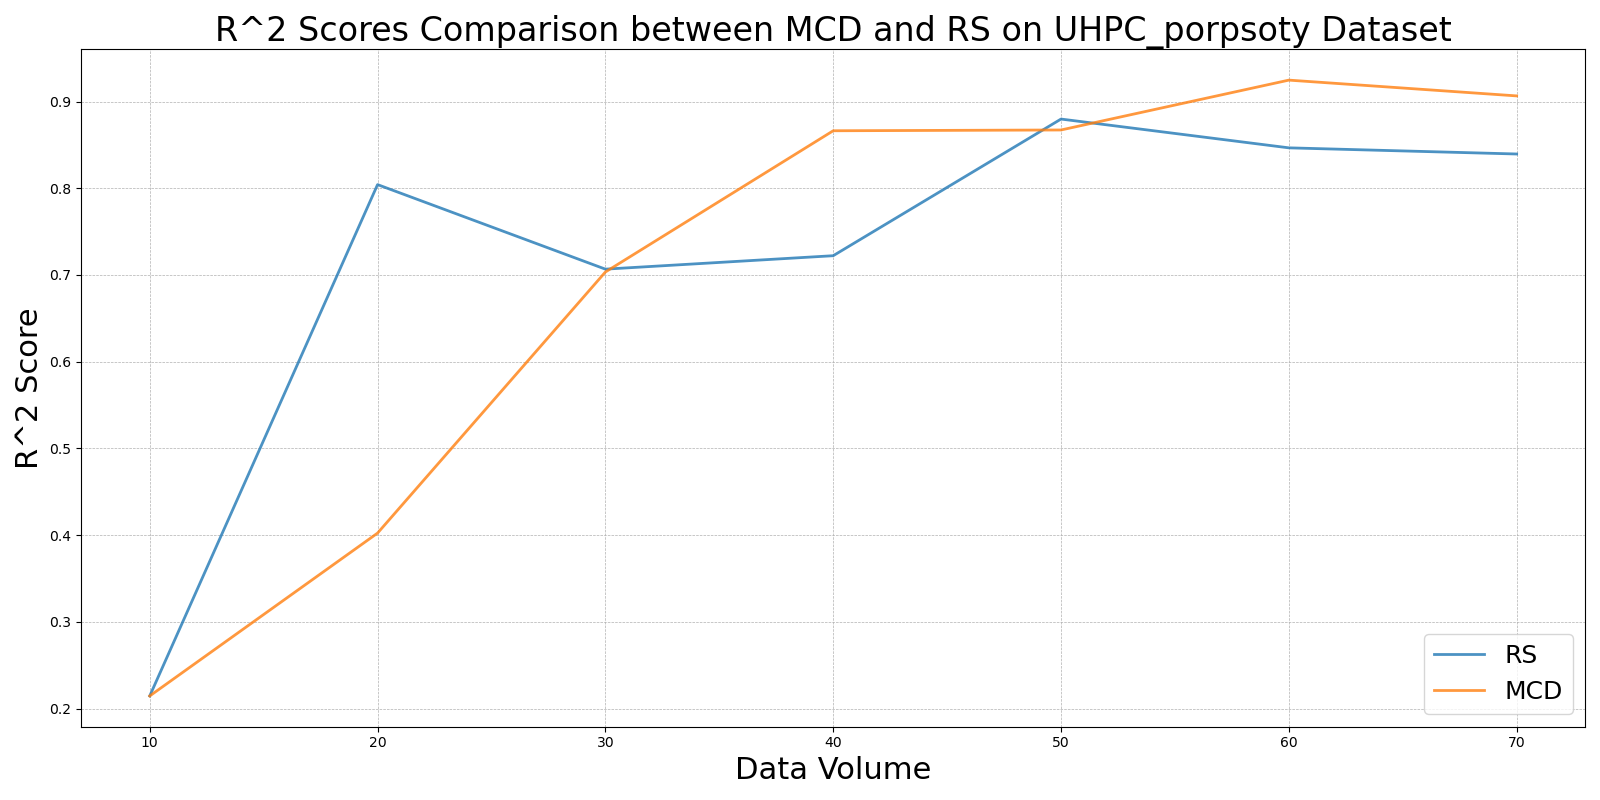 R^2 Scores Comparison between MCD and RS on UHPC_porpsoty Dataset
R^2 Score
0.9
0.8
0.7
0.6
0.5
0.4
0.3
0.2
10 20 30 40 50 60 70
Data Volume
RS
MCD